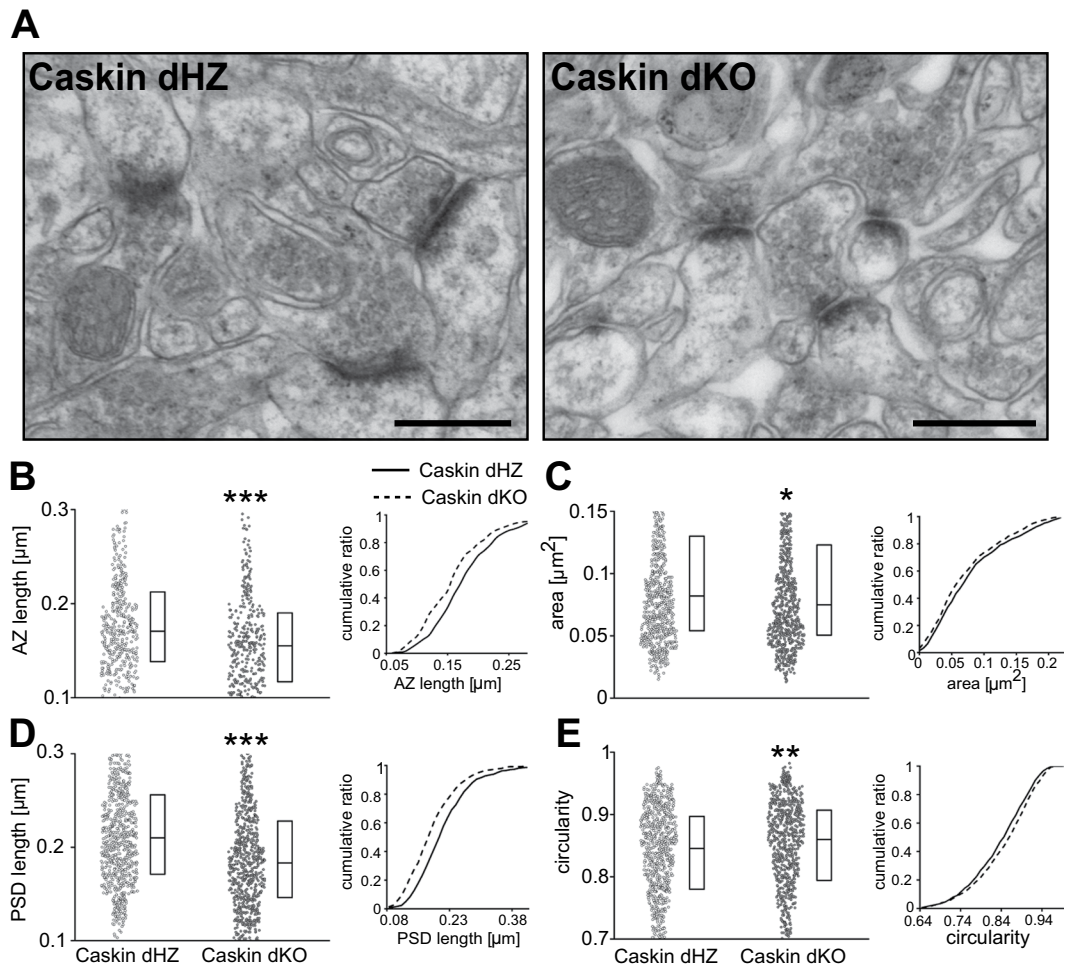 A
Caskin dHZ
Caskin dKO
B
Caskin dHZ
Caskin dKO
AZ length [µm]
0.3
0.2
0.1
***
cumulative ratio
1
0.8
0.6
0.4
0.2
0
0.05
0.15
0.25
AZ length [µm]
C
area [µm²]
0.15
0.1
0.05
0
*
cumulative ratio
1
0.8
0.6
0.4
0.2
0
0
0.05
0.1
0.15
0.2
area [µm²]
D
PSD length [µm]
0.3
0.2
0.1
***
Caskin dHZ
Caskin dKO
cumulative ratio
1
0.8
0.6
0.4
0.2
0
0.08
0.23
0.38
PSD length [µm]
E
circularity
1
0.9
0.8
0.7
**
Caskin dHZ
Caskin dKO
cumulative ratio
1
0.8
0.6
0.4
0.2
0
0.64
0.74
0.84
0.94
circularity